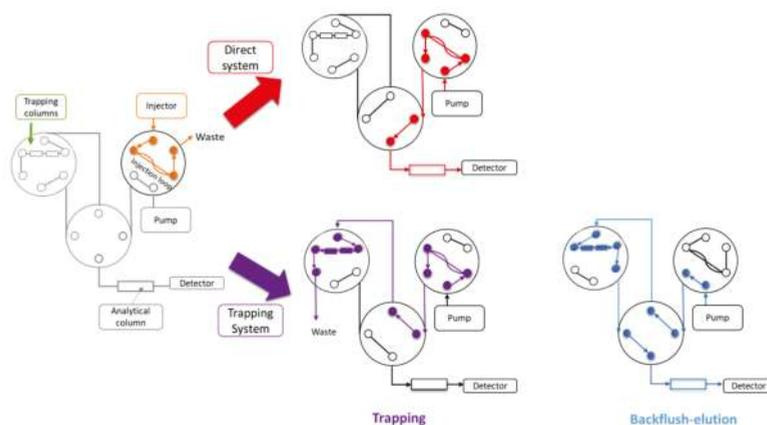 Direct
system
Pump
Detector
Trapping
columns
Injector
Waste
Injection loop
Pump
Detector
Analytical
column
Trapping
System
Waste
Pump
Detector
Trapping
Pump
Detector
Backflush-elution